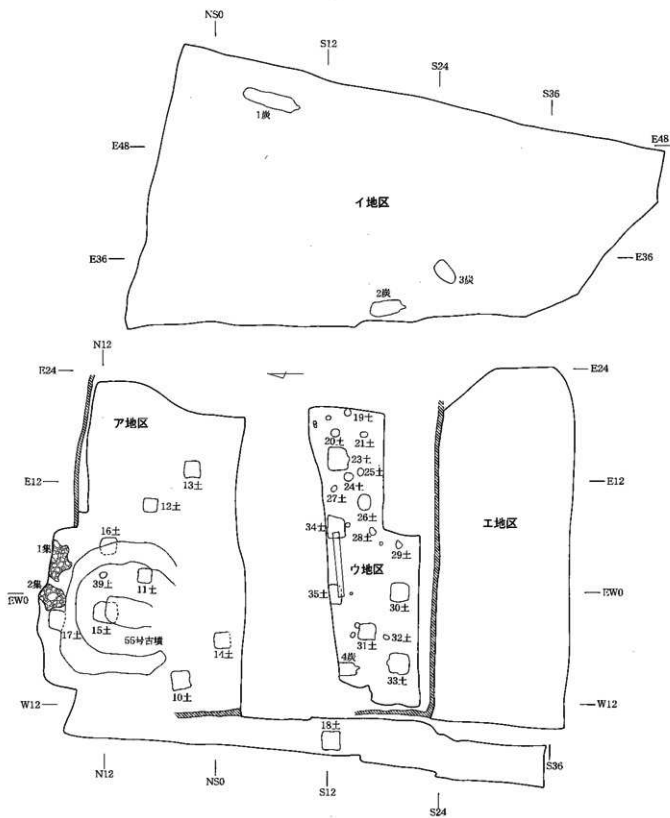 NS0
S12
S24
S36
1炭
E48
E48
イ地区
E36
E36
3炭
2炭
N12
E24
E24
ア地区
19土
20土
21土
23土
13土
25土
E12
E12
24土
27土
12土
26土
エ地区
34土
16土
28土
1集
29土
ウ地区
39土
11土
2集
EW0
35土
30土
EW0
15土
17土
55号古墳
31土
32土
14土
4炭
33土
10土
W12
W12
18土
S36
N12
NS0
S12
S24